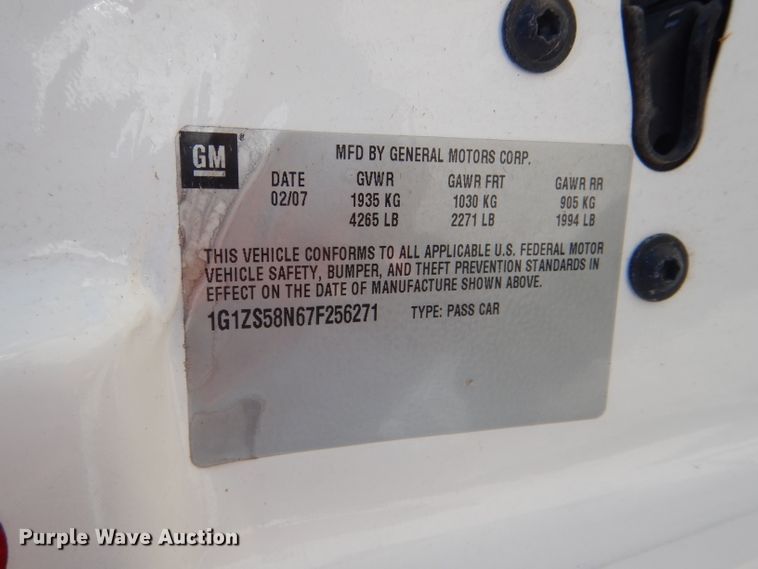 GM
MFD BY GENERAL MOTORS CORP.
DATE GVWR GAWR FRT GAWR RR
02/07 1935 KG 1030 KG 905 KG
4265 LB 2271 LB 1994 LB
THIS VEHICLE CONFORMS TO ALL APPLICABLE U.S. FEDERAL MOTOR
VEHICLE SAFETY, BUMPER, AND THEFT PREVENTION STANDARDS IN
EFFECT ON THE DATE OF MANUFACTURE SHOWN ABOVE.
1G1ZS58N67F256271 TYPE: PASS CAR
Purple Wave Auction